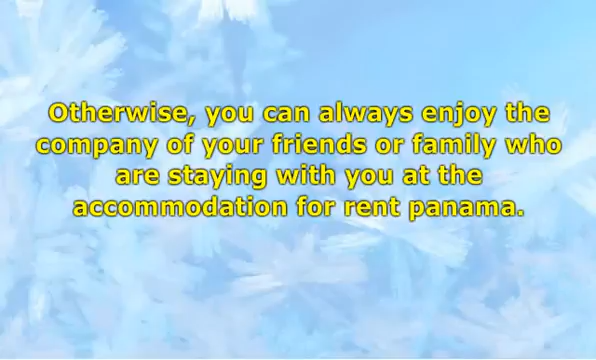 Otherwise, you can always enjoy the
company of your friends or family who
are staying with you at the
accommodation for rent panama.